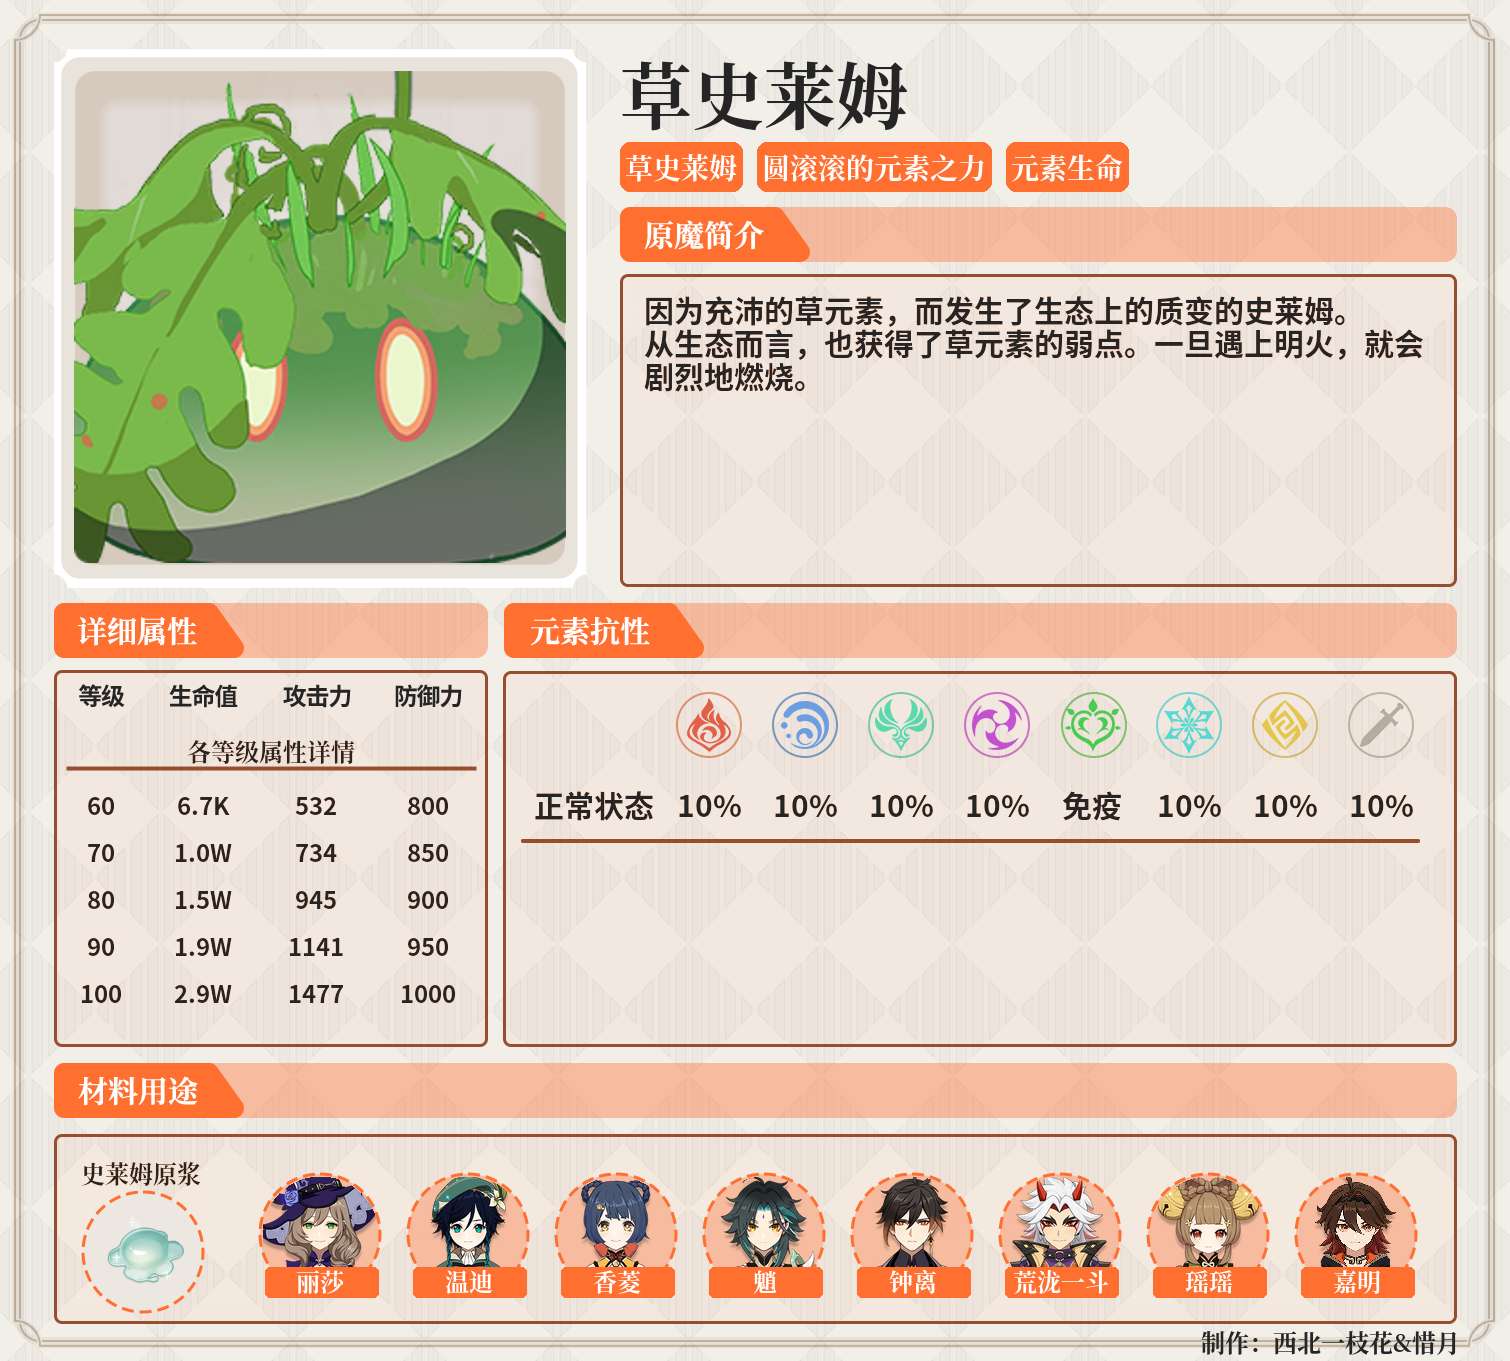 草史莱姆
草史莱姆 圆滚滚的元素之力 元素生命
原魔简介
因为充沛的草元素，而发生了生态上的质变的史莱姆。
从生态而言，也获得了草元素的弱点。一旦遇上明火，就会
剧烈地燃烧。
详细属性
等级 生命值 攻击力 防御力
各等级属性详情
60 6.7K 532 800
70 1.0W 734 850
80 1.5W 945 900
90 1.9W 1141 950
100 2.9W 1477 1000
元素抗性
正常状态 10% 10% 10% 10% 免疫 10% 10% 10%
材料用途
史莱姆原浆
丽莎 温迪 香菱 魈 钟离 荒泷一斗 瑶瑶 嘉明
制作：西北一枝花&惜月